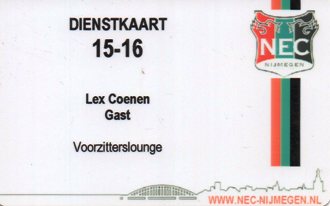 DIENSTKAART
15-16
NEC
NIJMEGEN
Lex Coenen
Gast
Voorzitterslounge
WWW.NEC-NIJMEGEN.NL